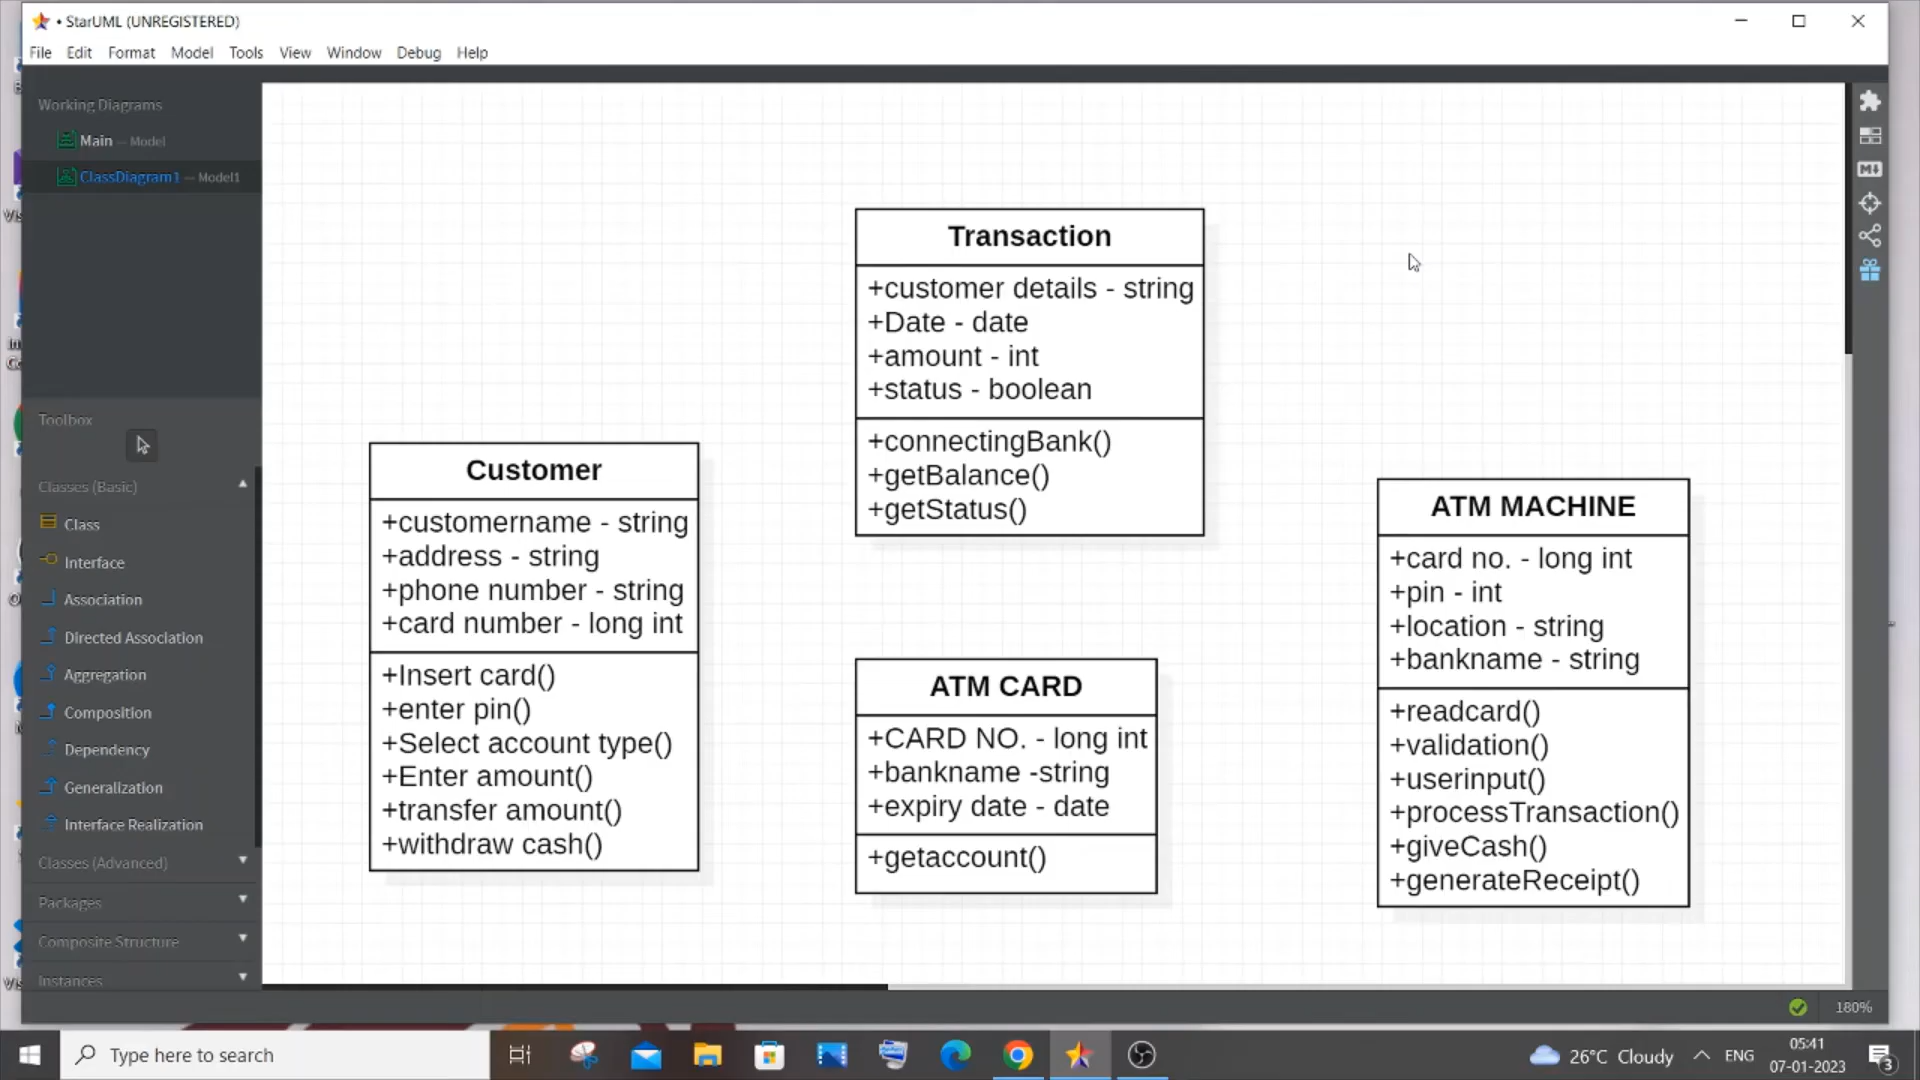 • StarUML (UNREGISTERED)
File Edit Format Model Tools View Window Debug Help
Working Diagrams
Main — Model
ClassDiagram1 — Model1
Toolbox
Classes (Basic)
Class
Interface
Association
Directed Association
Aggregation
Composition
Dependency
Generalization
Interface Realization
Classes (Advanced)
Packages
Composite Structure
Instances
Transaction
+customer details - string
+Date - date
+amount - int
+status - boolean
+connectingBank()
+getBalance()
+getStatus()
Customer
+customername - string
+address - string
+phone number - string
+card number - long int
+Insert card()
+enter pin()
+Select account type()
+Enter amount()
+transfer amount()
+withdraw cash()
ATM CARD
+CARD NO. - long int
+bankname -string
+expiry date - date
+getaccount()
ATM MACHINE
+card no. - long int
+pin - int
+location - string
+bankname - string
+readcard()
+validation()
+userinput()
+processTransaction()
+giveCash()
+generateReceipt()
180%
Type here to search
26°C Cloudy
ENG
05:41
07-01-2023
3